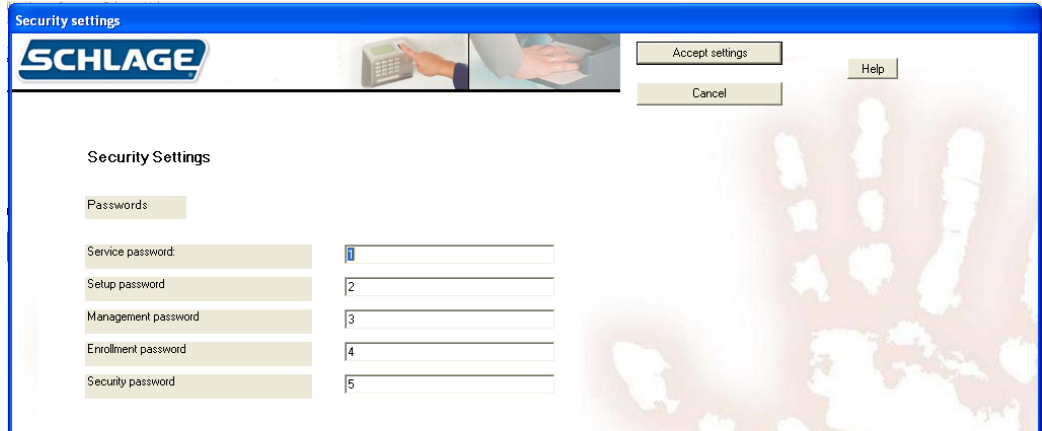 Security settings
SCHLAGE
Accept settings
Help
Cancel
Security Settings
Passwords
Service password: 1
Setup password 2
Management password 3
Enrollment password 4
Security password 5